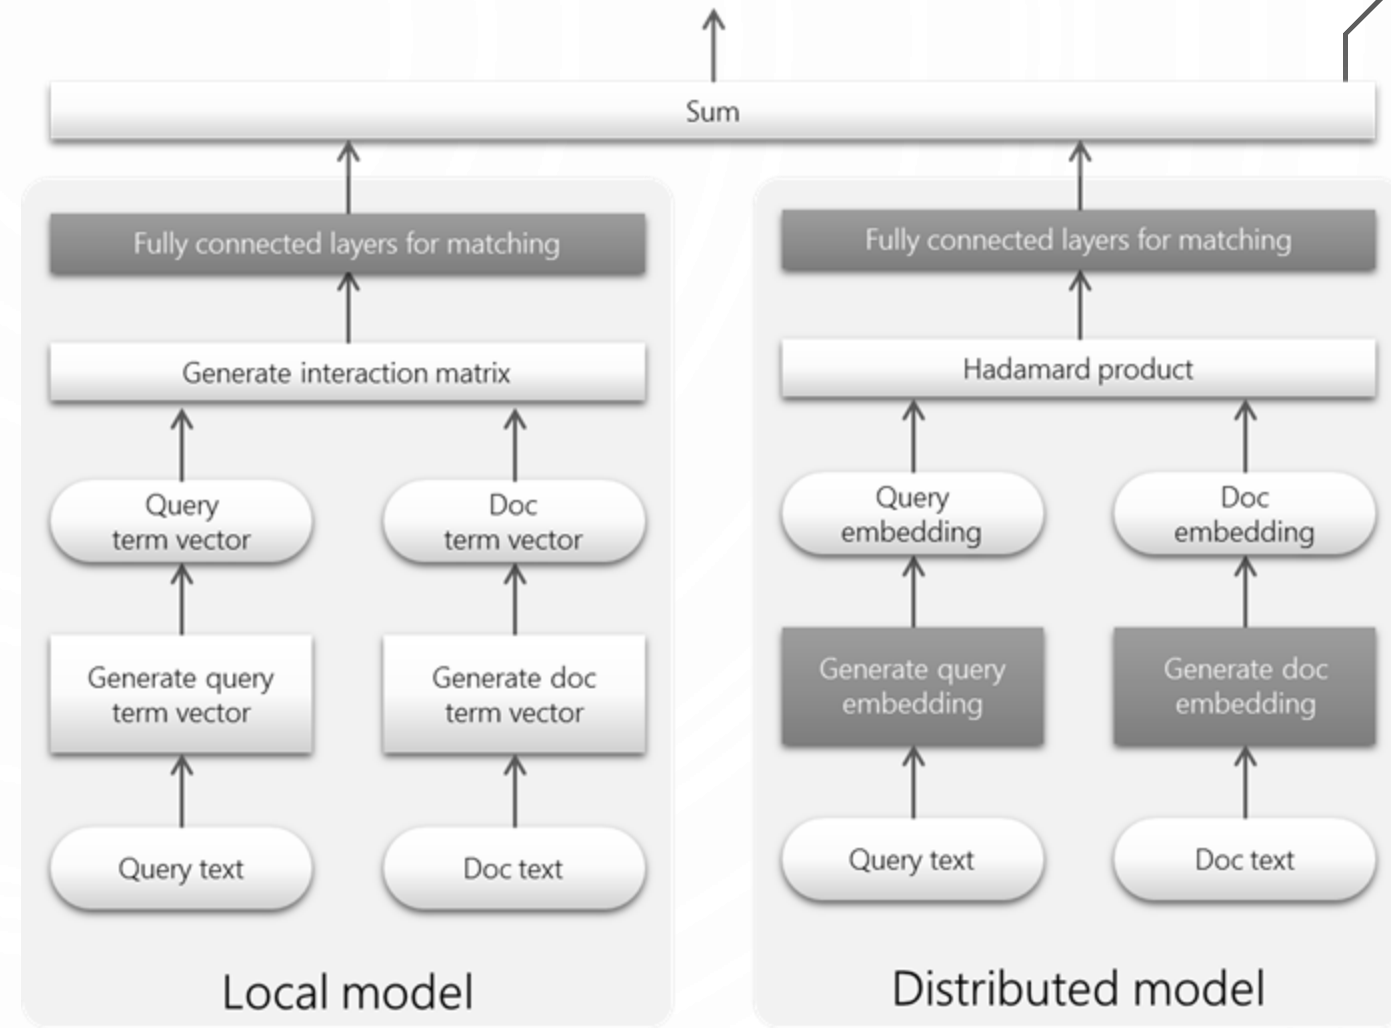 Sum
Fully connected layers for matching
Generate interaction matrix
Query
term vector
Doc
term vector
Generate query
term vector
Generate doc
term vector
Query text
Doc text
Local model
Fully connected layers for matching
Hadamard product
Query
embedding
Doc
embedding
Generate query
embedding
Generate doc
embedding
Query text
Doc text
Distributed model